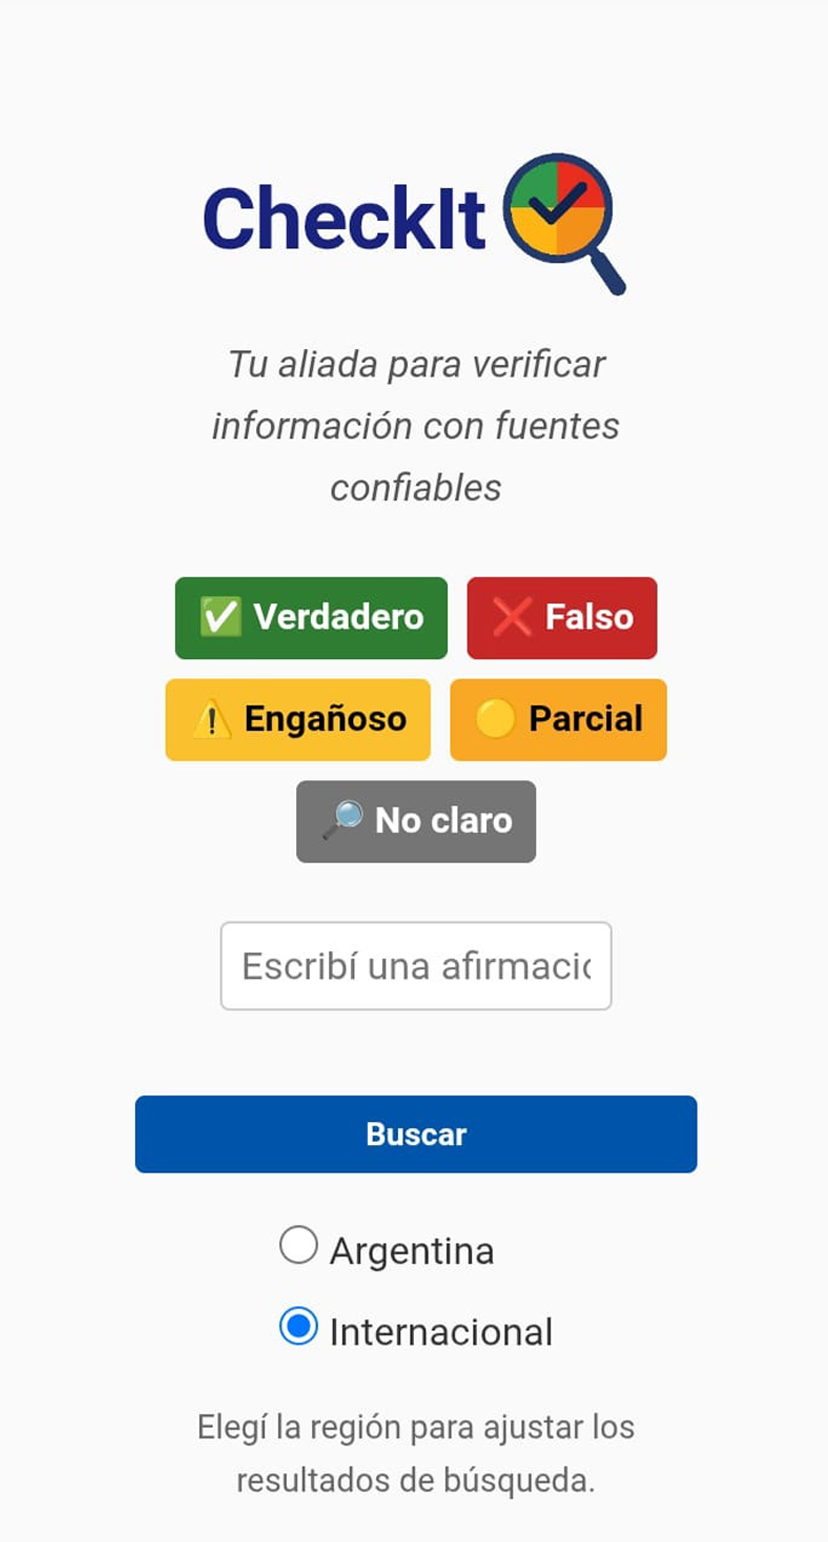 CheckIt
Tu aliada para verificar
información con fuentes
confiables
✅ Verdadero ❌ Falso
⚠️ Engañoso 🟡 Parcial
🔎 No claro
Escribí una afirmació
Buscar
Argentina
Internacional
Elegí la región para ajustar los
resultados de búsqueda.